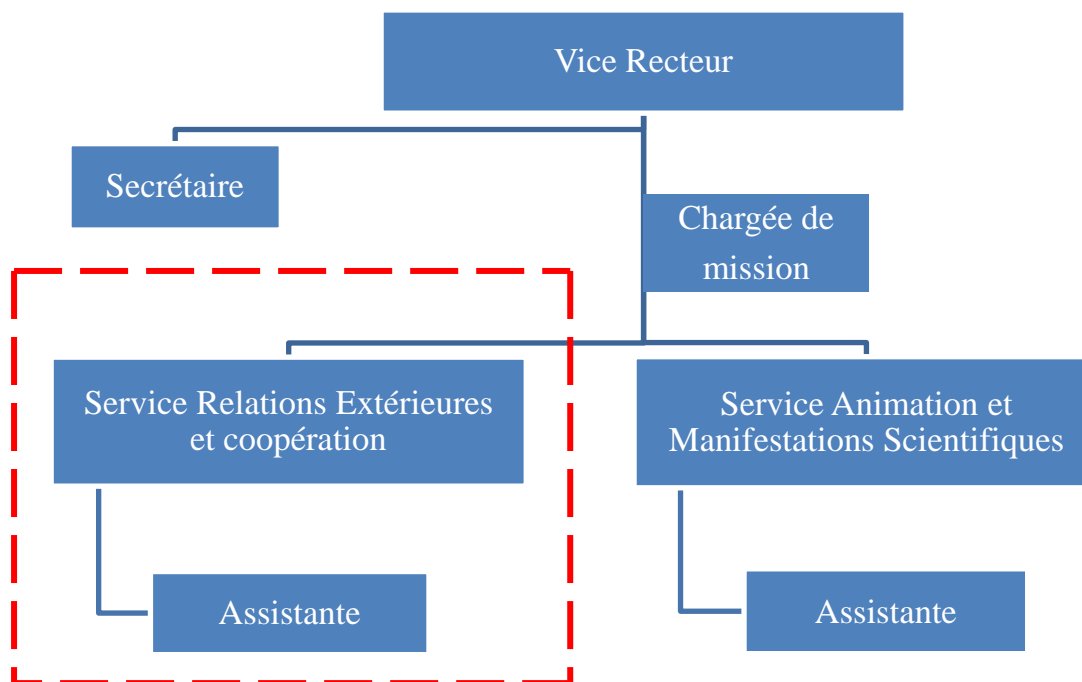 Vice Recteur
Secrétaire
Chargée de
mission
Service Relations Extérieures
et coopération
Service Animation et
Manifestations Scientifiques
Assistante
Assistante